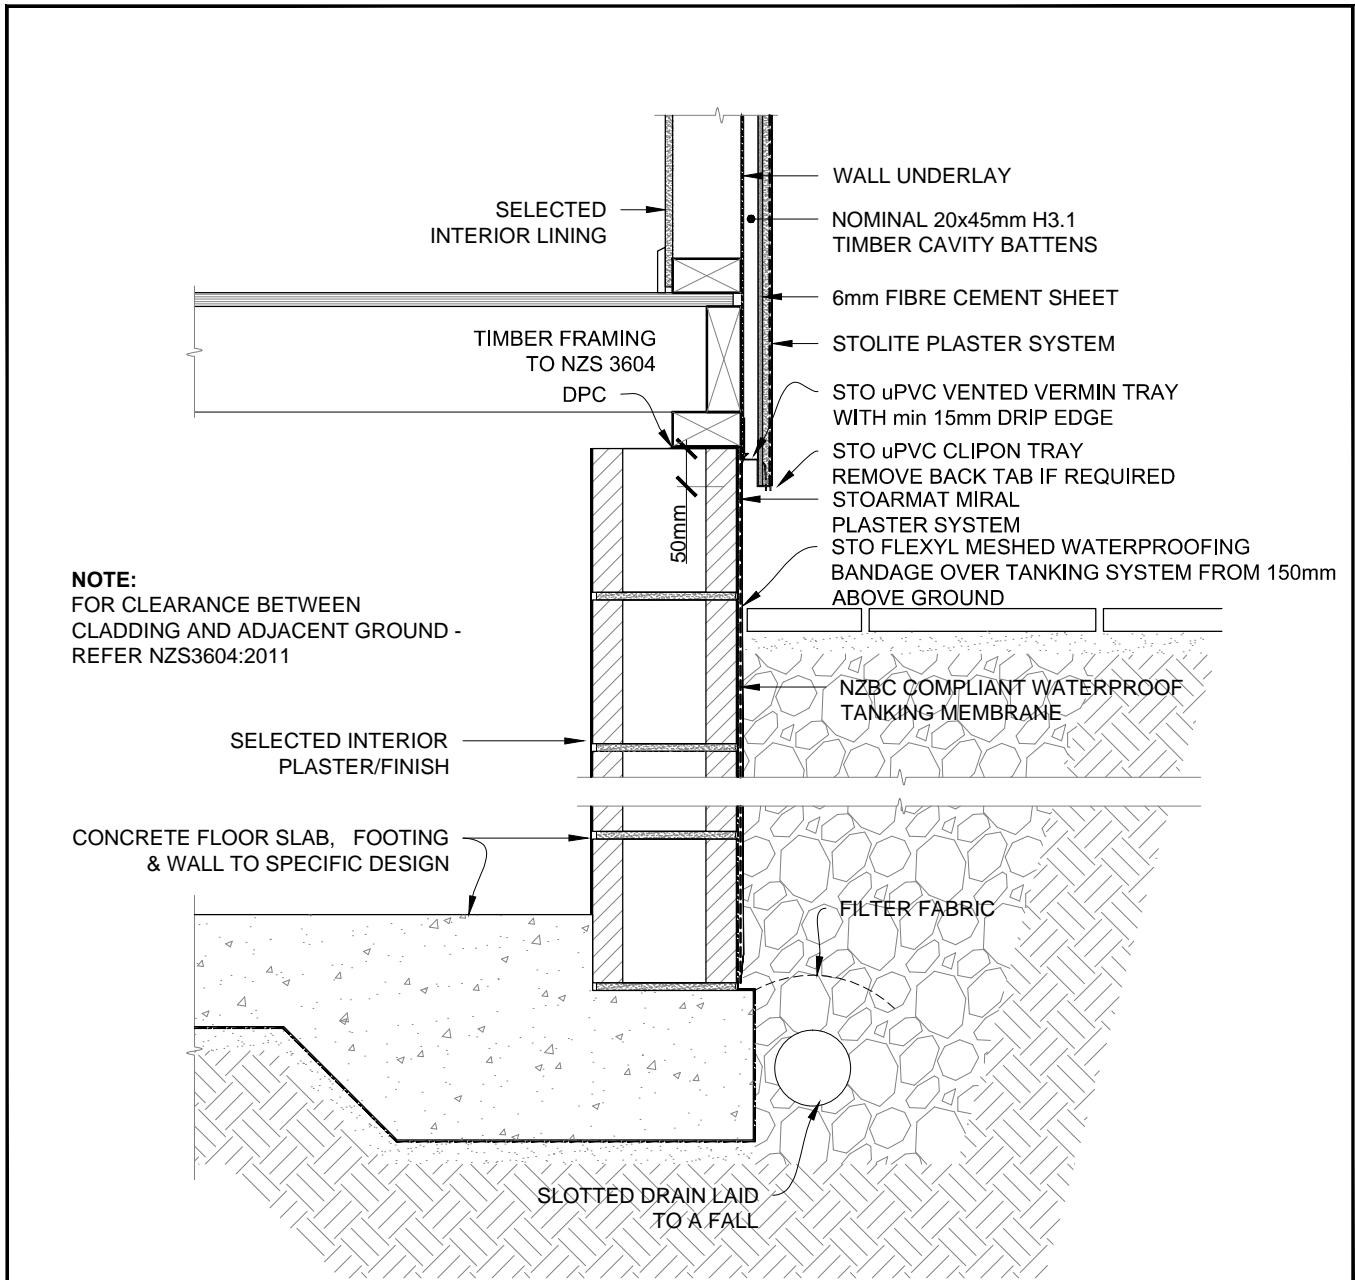 WALL UNDERLAY
SELECTED
INTERIOR LINING
NOMINAL 20x45mm H3.1
TIMBER CAVITY BATTENS
6mm FIBRE CEMENT SHEET
TIMBER FRAMING
TO NZS 3604
STOLITE PLASTER SYSTEM
DPC
STO uPVC VENTED VERMIN TRAY
WITH min 15mm DRIP EDGE
STO uPVC CLIPON TRAY
REMOVE BACK TAB IF REQUIRED
STOARMAT MIRAL
PLASTER SYSTEM
50mm
STO FLEXYL MESHED WATERPROOFING
BANDAGE OVER TANKING SYSTEM FROM 150mm
ABOVE GROUND
NOTE:
FOR CLEARANCE BETWEEN
CLADDING AND ADJACENT GROUND -
REFER NZS3604:2011
NZBC COMPLIANT WATERPROOF
TANKING MEMBRANE
SELECTED INTERIOR
PLASTER/FINISH
CONCRETE FLOOR SLAB, FOOTING
& WALL TO SPECIFIC DESIGN
FILTER FABRIC
SLOTTED DRAIN LAID
TO A FALL